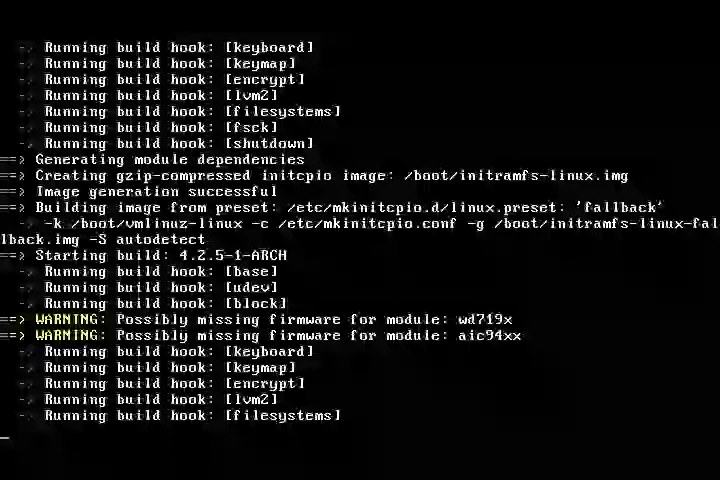 -> Running build hook: [keyboard]
-> Running build hook: [keymap]
-> Running build hook: [encrypt]
-> Running build hook: [lvm2]
-> Running build hook: [filesystems]
-> Running build hook: [fsck]
-> Running build hook: [shutdown]
==> Generating module dependencies
==> Creating gzip-compressed initcpio image: /boot/initramfs-linux.img
==> Image generation successful
==> Building image from preset: /etc/mkinitcpio.d/linux.preset: 'fallback'
-> -k /boot/vmlinuz-linux -c /etc/mkinitcpio.conf -g /boot/initramfs-linux-fal
lback.img -S autodetect
==> Starting build: 4.2.5-1-ARCH
-> Running build hook: [base]
-> Running build hook: [udev]
-> Running build hook: [block]
==> WARNING: Possibly missing firmware for module: wd719x
==> WARNING: Possibly missing firmware for module: aic94xx
-> Running build hook: [keyboard]
-> Running build hook: [keymap]
-> Running build hook: [encrypt]
-> Running build hook: [lvm2]
-> Running build hook: [filesystems]